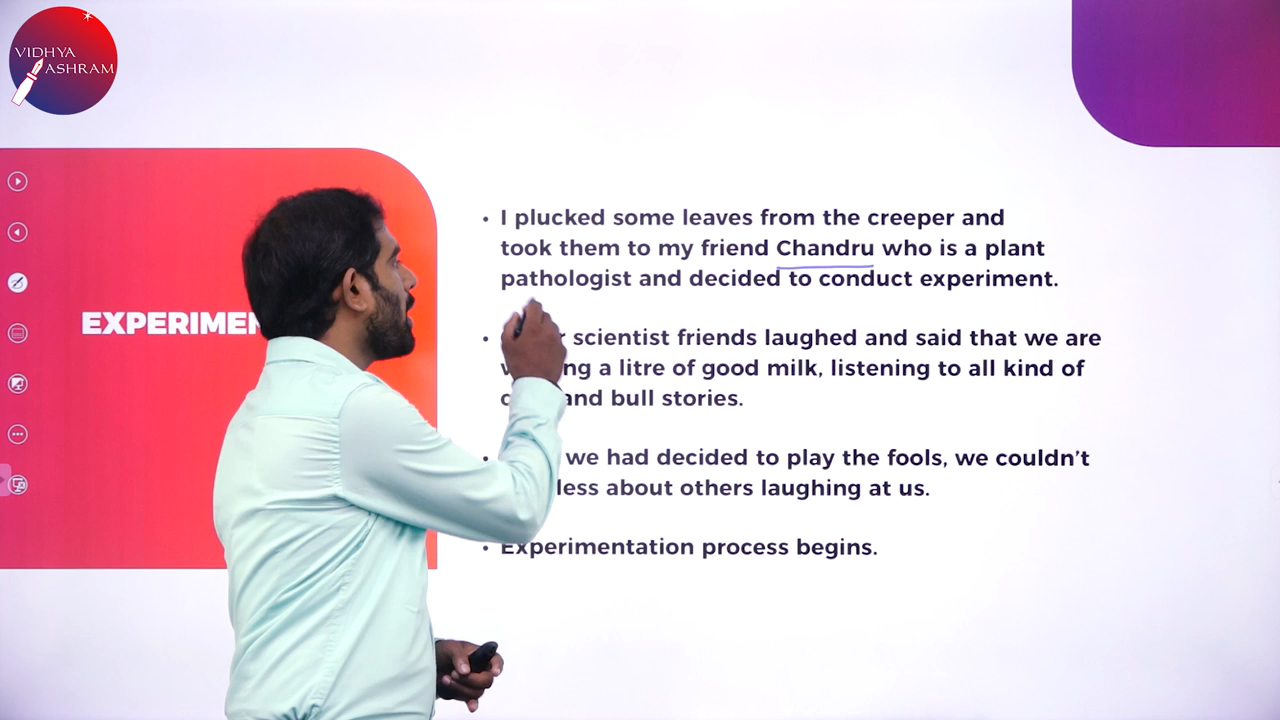 VIDHYA
ASHRAM
I plucked some leaves from the creeper and
took them to my friend Chandru who is a plant
pathologist and decided to conduct experiment.
EXPERIMEN
scientist friends laughed and said that we are
a litre of good milk, listening to all kind of
and bull stories.
we had decided to play the fools, we couldn't
less about others laughing at us.
Experimentation process begins.